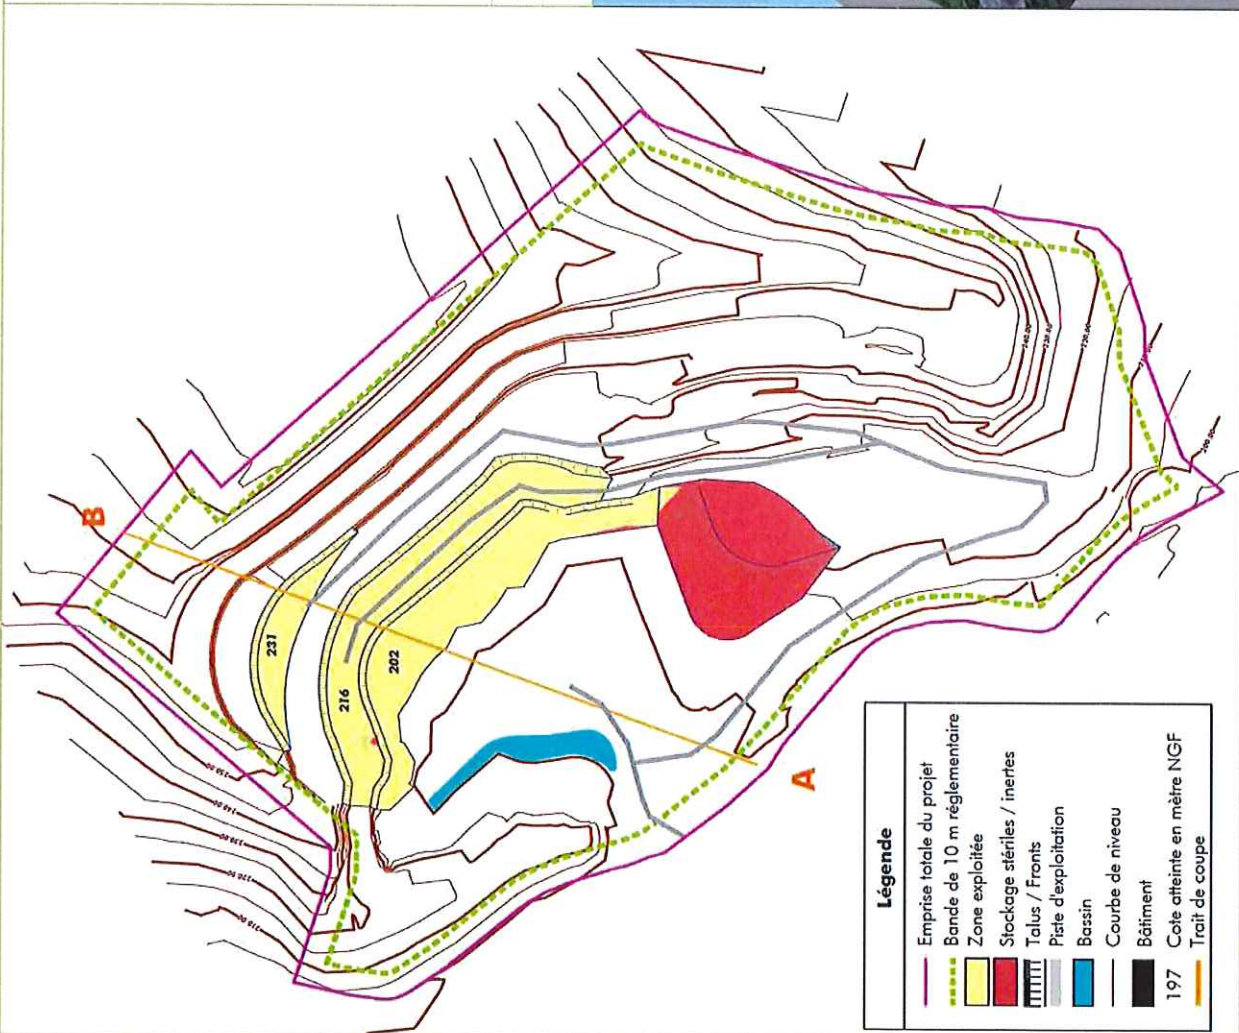 B
231
216
202
A
Légende
Emprise totale du projet
Bande de 10 m réglementaire
Zone exploitée
Stockage stériles / inertes
Talus / Fronts
Piste d'exploitation
Bassin
Courbe de niveau
Bâtiment
197 Cote atteinte en mètre NGF
Trait de coupe